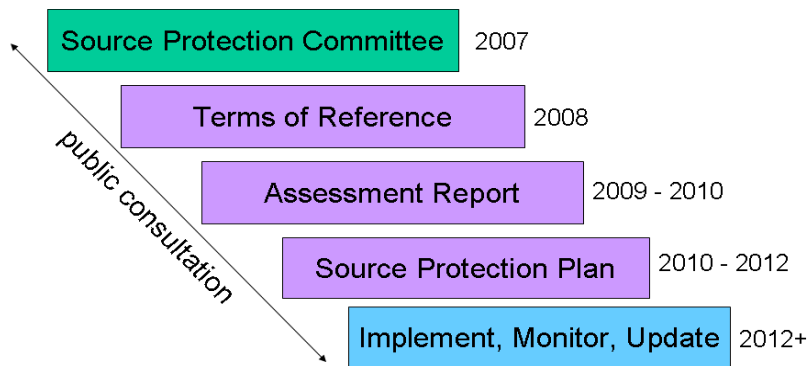 Source Protection Committee 2007
Terms of Reference 2008
Assessment Report 2009 - 2010
Source Protection Plan 2010 - 2012
Implement, Monitor, Update 2012+
public consultation